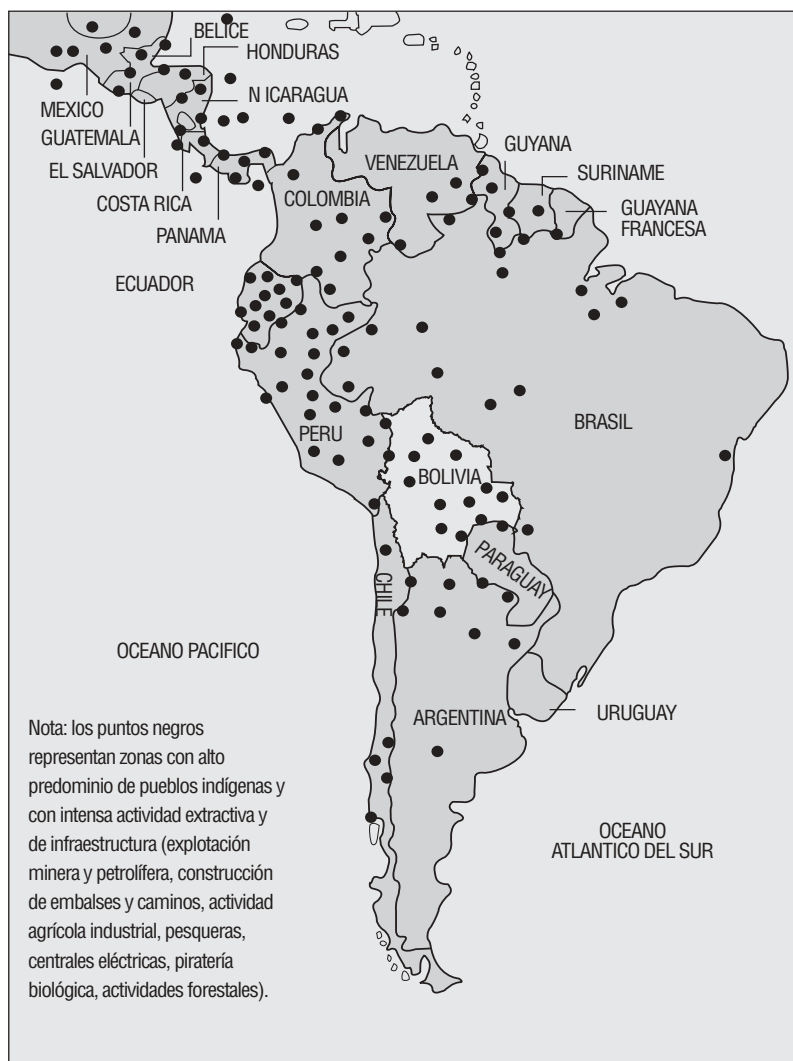 BELICE
HONDURAS
N ICARAGUA
MEXICO
GUATEMALA
EL SALVADOR
COSTA RICA
PANAMA
VENEZUELA
GUYANA
SURINAME
COLOMBIA
GUAYANA
FRANCESA
ECUADOR
BRASIL
PERU
BOLIVIA
PARAGUAY
CHILE
OCEANO PACIFICO
ARGENTINA
URUGUAY
Nota: los puntos negros
representan zonas con alto
predominio de pueblos indígenas y
con intensa actividad extractiva y
de infraestructura (explotación
minera y petrolífera, construcción
de embalses y caminos, actividad
agrícola industrial, pesqueras,
centrales eléctricas, piratería
biológica, actividades forestales).
OCEANO
ATLANTICO DEL SUR